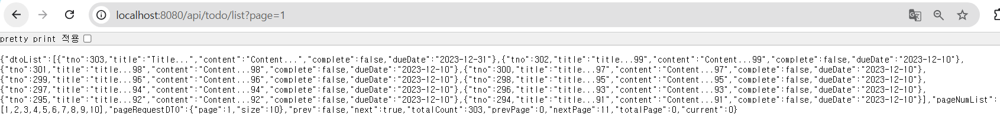 localhost:8080/api/todo/list?page=1
pretty print 적용
{"dtoList":[{"tno":303,"title":"Title...","content":"Content...","complete":false,"dueDate":"2023-12-31"},{"tno":302,"title":"title...99","content":"Content...99","complete":false,"dueDate":"2023-12-10"},
{"tno":301,"title":"title...98","content":"Content...98","complete":false,"dueDate":"2023-12-10"},{"tno":300,"title":"title...97","content":"Content...97","complete":false,"dueDate":"2023-12-10"},
{"tno":299,"title":"title...96","content":"Content...96","complete":false,"dueDate":"2023-12-10"},{"tno":298,"title":"title...95","content":"Content...95","complete":false,"dueDate":"2023-12-10"},
{"tno":297,"title":"title...94","content":"Content...94","complete":false,"dueDate":"2023-12-10"},{"tno":296,"title":"title...93","content":"Content...93","complete":false,"dueDate":"2023-12-10"},
{"tno":295,"title":"title...92","content":"Content...92","complete":false,"dueDate":"2023-12-10"},{"tno":294,"title":"title...91","content":"Content...91","complete":false,"dueDate":"2023-12-10"}],"pageNumList":
[1,2,3,4,5,6,7,8,9,10],"pageRequestDTO":{"page":1,"size":10},"prev":false,"next":true,"totalCount":303,"prevPage":0,"nextPage":11,"totalPage":0,"current":0}